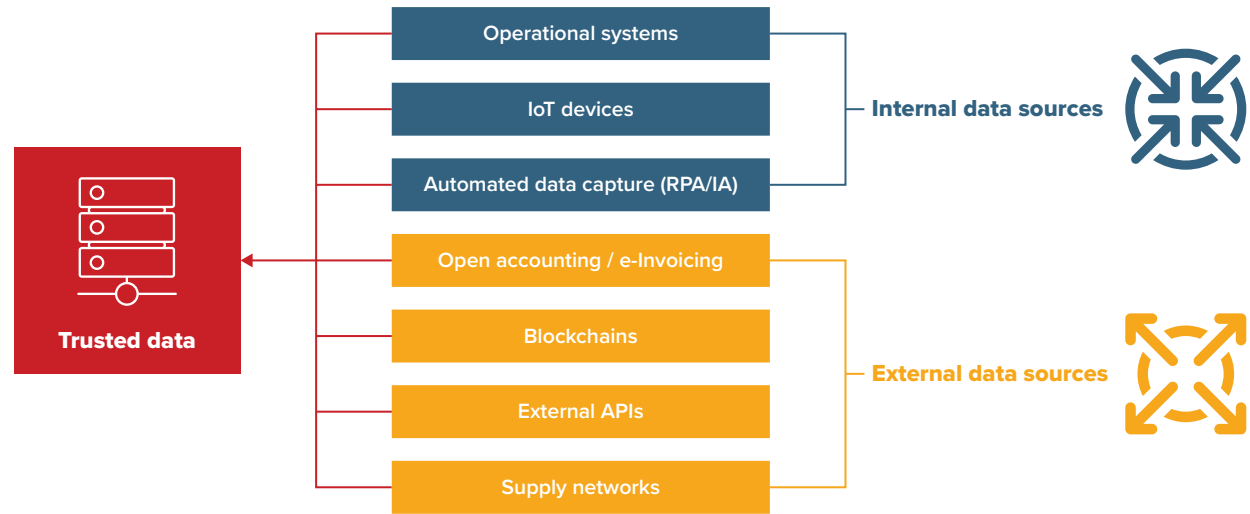 Operational systems
IoT devices
Automated data capture (RPA/IA)
Open accounting / e-Invoicing
Blockchains
External APIs
Supply networks
Trusted data
Internal data sources
External data sources